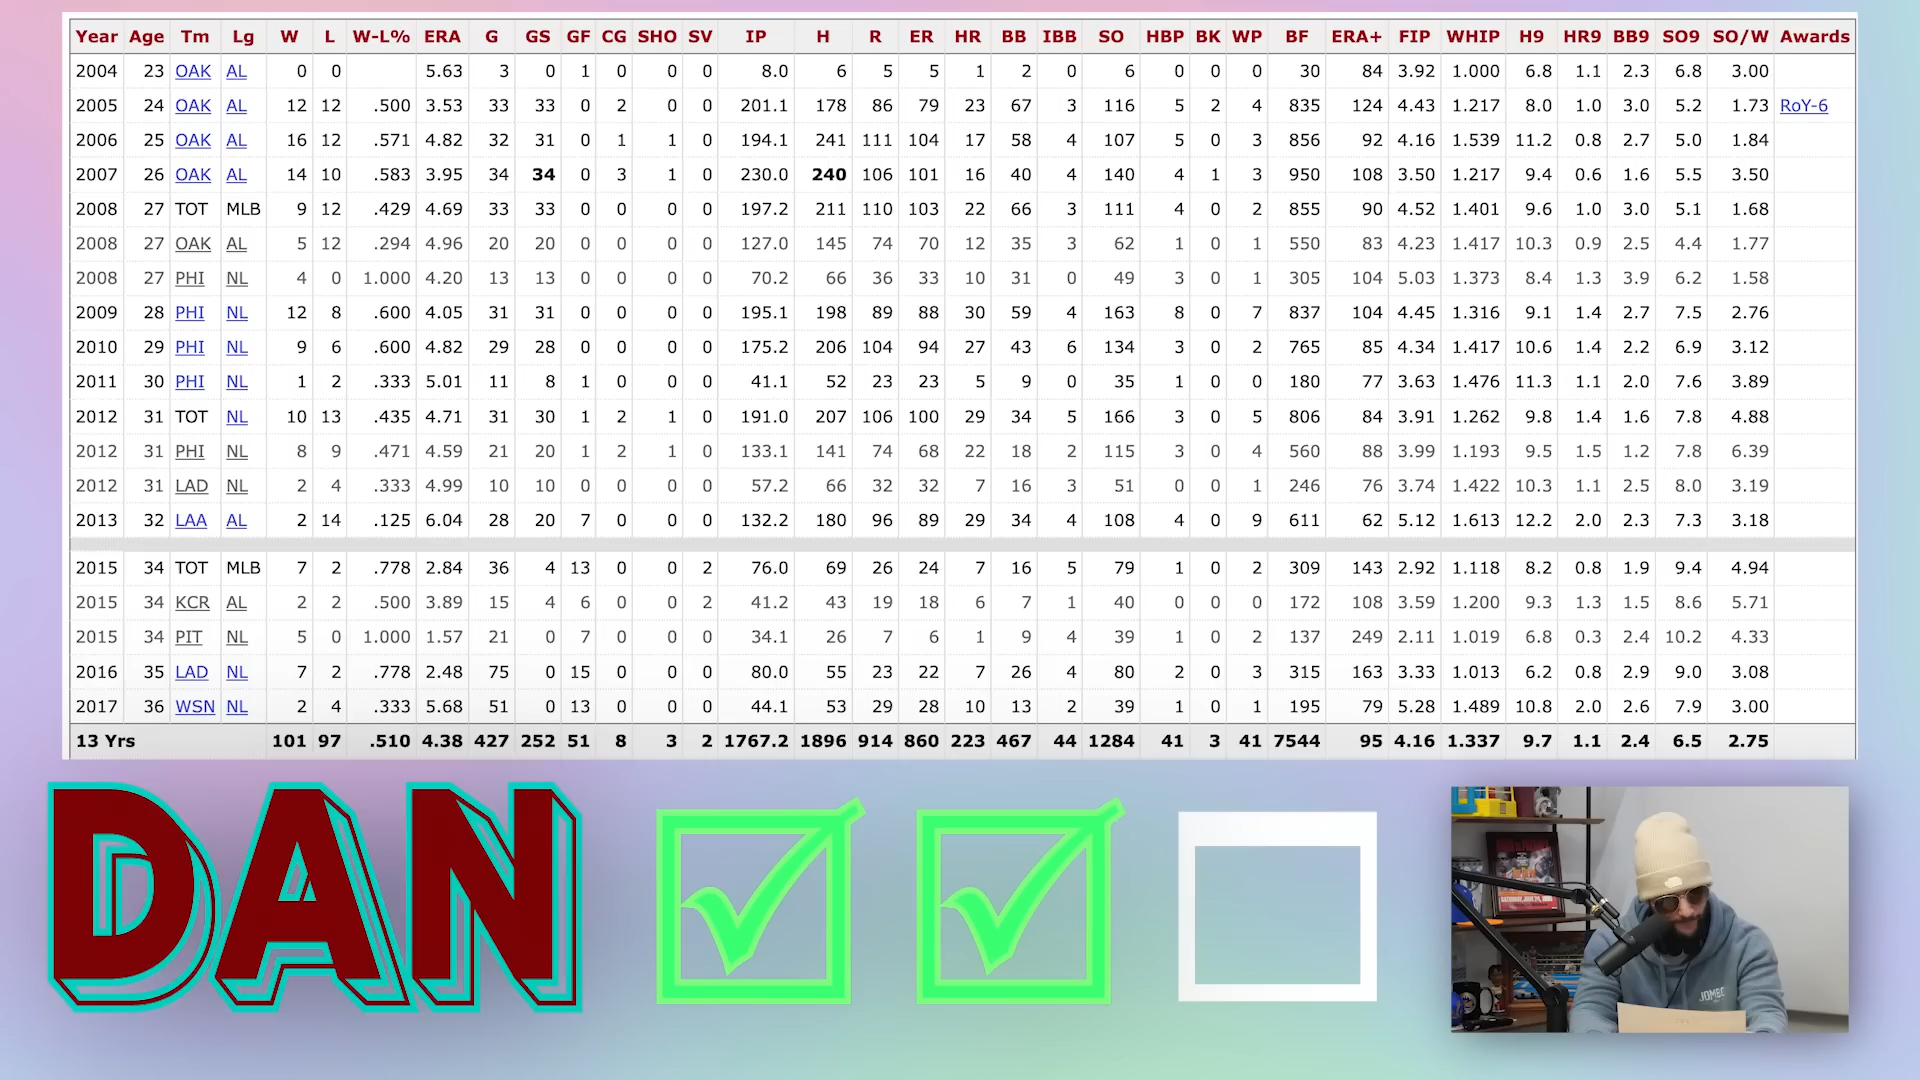 Year Age Tm Lg W L W-L% ERA G GS GF CG SHO SV IP H R ER HR BB IBB SO HBP BK WP BF ERA+ FIP WHIP H9 HR9 BB9 SO9 SO/W Awards
2004 23 OAK AL 0 0 5.63 3 0 1 0 0 0 8.0 6 5 5 1 2 0 6 0 0 0 30 84 3.92 1.000 6.8 1.1 2.3 6.8 3.00
2005 24 OAK AL 12 12 .500 3.53 33 33 0 2 0 0 201.1 178 86 79 23 67 3 116 5 2 4 835 124 4.43 1.217 8.0 1.0 3.0 5.2 1.73 RoY-6
2006 25 OAK AL 16 12 .571 4.82 32 31 0 1 1 0 194.1 241 111 104 17 58 4 107 5 0 3 856 92 4.16 1.539 11.2 0.8 2.7 5.0 1.84
2007 26 OAK AL 14 10 .583 3.95 34 34 0 3 1 0 230.0 240 106 101 16 40 4 140 4 1 3 950 108 3.50 1.217 9.4 0.6 1.6 5.5 3.50
2008 27 TOT MLB 9 12 .429 4.69 33 33 0 0 0 0 197.2 211 110 103 22 66 3 111 4 0 2 855 90 4.52 1.401 9.6 1.0 3.0 5.1 1.68
2008 27 OAK AL 5 12 .294 4.96 20 20 0 0 0 0 127.0 145 74 70 12 35 3 62 1 0 1 550 83 4.23 1.417 10.3 0.9 2.5 4.4 1.77
2008 27 PHI NL 4 0 1.000 4.20 13 13 0 0 0 0 70.2 66 36 33 10 31 0 49 3 0 1 305 104 5.03 1.373 8.4 1.3 3.9 6.2 1.58
2009 28 PHI NL 12 8 .600 4.05 31 31 0 0 0 0 195.1 198 89 88 30 59 4 163 8 0 7 837 104 4.45 1.316 9.1 1.4 2.7 7.5 2.76
2010 29 PHI NL 9 6 .600 4.82 29 28 0 0 0 0 175.2 206 104 94 27 43 6 134 3 0 2 765 85 4.34 1.417 10.6 1.4 2.2 6.9 3.12
2011 30 PHI NL 1 2 .333 5.01 11 8 1 0 0 0 41.1 52 23 23 5 9 0 35 1 0 0 180 77 3.63 1.476 11.3 1.1 2.0 7.6 3.89
2012 31 TOT NL 10 13 .435 4.71 31 30 1 2 1 0 191.0 207 106 100 29 34 5 166 3 0 5 806 84 3.91 1.262 9.8 1.4 1.6 7.8 4.88
2012 31 PHI NL 8 9 .471 4.59 21 20 1 2 1 0 133.1 141 74 68 22 18 2 115 3 0 4 560 88 3.99 1.193 9.5 1.5 1.2 7.8 6.39
2012 31 LAD NL 2 4 .333 4.99 10 10 0 0 0 0 57.2 66 32 32 7 16 3 51 0 0 1 246 76 3.74 1.422 10.3 1.1 2.5 8.0 3.19
2013 32 LAA AL 2 14 .125 6.04 28 20 7 0 0 0 132.2 180 96 89 29 34 4 108 4 0 9 611 62 5.12 1.613 12.2 2.0 2.3 7.3 3.18
2015 34 TOT MLB 7 2 .778 2.84 36 4 13 0 0 2 76.0 69 26 24 7 16 5 79 1 0 2 309 143 2.92 1.118 8.2 0.8 1.9 9.4 4.94
2015 34 KCR AL 2 2 .500 3.89 15 4 6 0 0 2 41.2 43 19 18 6 7 1 40 0 0 0 172 108 3.59 1.200 9.3 1.3 1.5 8.6 5.71
2015 34 PIT NL 5 0 1.000 1.57 21 0 7 0 0 0 34.1 26 7 6 1 9 4 39 1 0 2 137 249 2.11 1.019 6.8 0.3 2.4 10.2 4.33
2016 35 LAD NL 7 2 .778 2.48 75 0 15 0 0 0 80.0 55 23 22 7 26 4 80 2 0 3 315 163 3.33 1.013 6.2 0.8 2.9 9.0 3.08
2017 36 WSN NL 2 4 .333 5.68 51 0 13 0 0 0 44.1 53 29 28 10 13 2 39 1 0 1 195 79 5.28 1.489 10.8 2.0 2.6 7.9 3.00
13 Yrs 101 97 .510 4.38 427 252 51 8 3 2 1767.2 1896 914 860 223 467 44 1284 41 3 41 7544 95 4.16 1.337 9.7 1.1 2.4 6.5 2.75
DAN